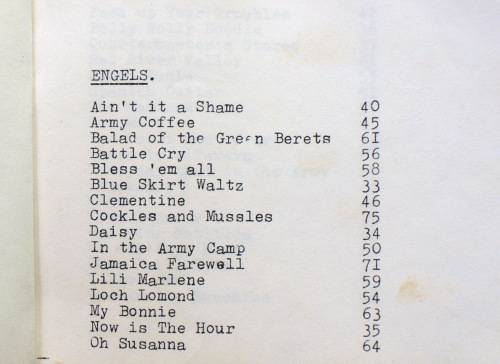 ENGELS.
Ain't it a Shame 40
Army Coffee 45
Balad of the Green Berets 6I
Battle Cry 56
Bless 'em all 58
Blue Skirt Waltz 33
Clementine 46
Cockles and Mussles 75
Daisy 34
In the Army Camp 50
Jamaica Farewell 7I
Lili Marlene 59
Loch Lomond 54
My Bonnie 63
Now is The Hour 35
Oh Susanna 64